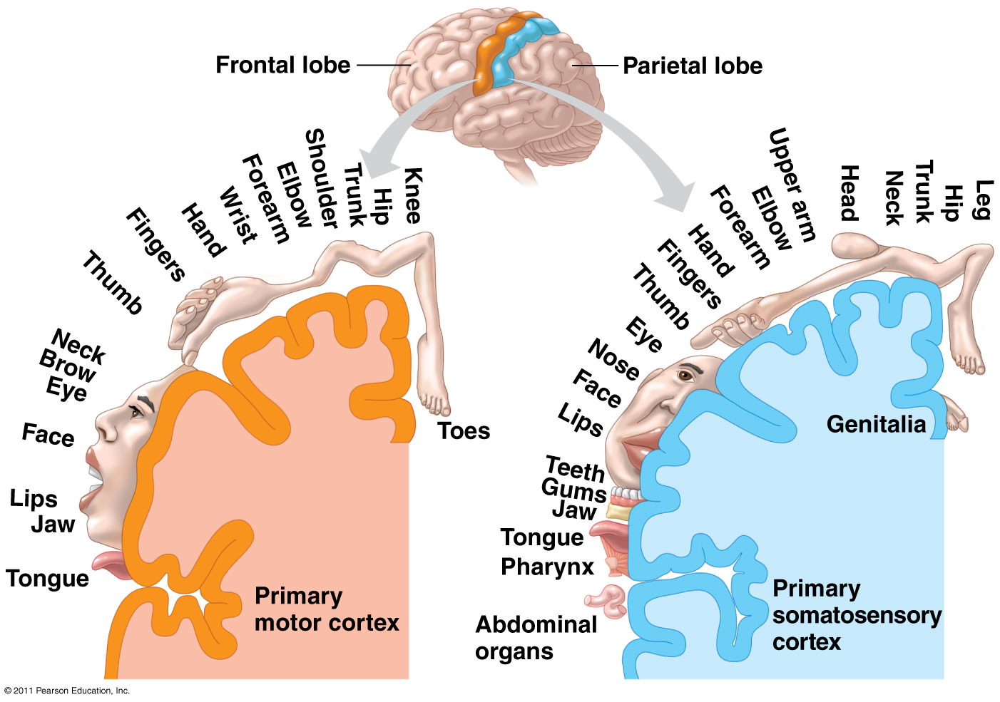 Frontal lobe
Parietal lobe
Shoulder
Trunk
Knee
Hip
Elbow
Forearm
Wrist
Hand
Fingers
Thumb
Neck
Brow
Eye
Face
Lips
Jaw
Tongue
Toes
Primary
motor cortex
Upper arm
Head
Neck
Trunk
Hip
Leg
Elbow
Forearm
Hand
Fingers
Thumb
Eye
Nose
Face
Lips
Teeth
Gums
Jaw
Tongue
Pharynx
Abdominal
organs
Genitalia
Primary
somatosensory
cortex
© 2011 Pearson Education, Inc.